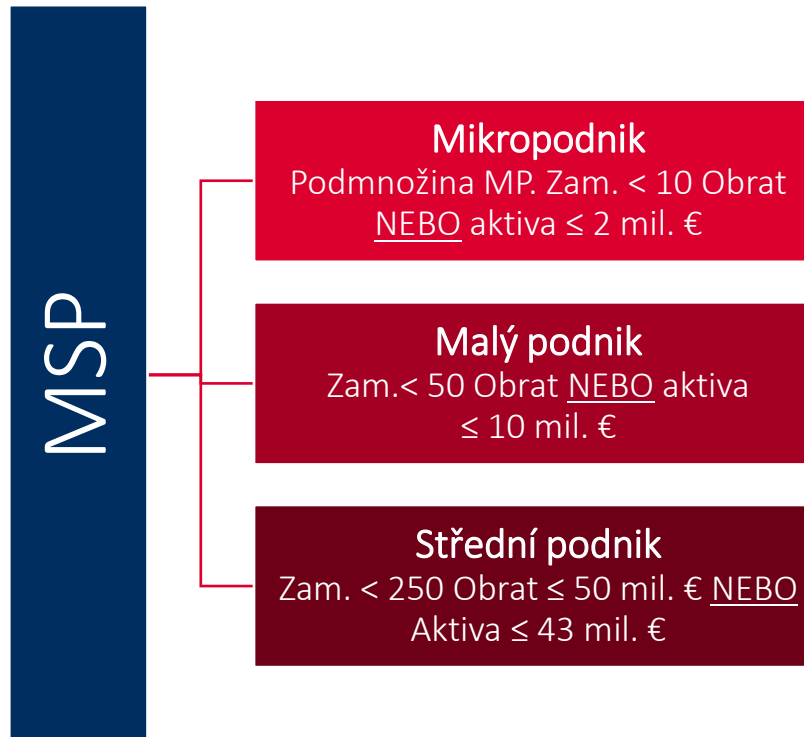 MSP
Mikropodnik
Podmnožina MP. Zam. < 10 Obrat
NEBO aktiva ≤ 2 mil. €
Malý podnik
Zam.< 50 Obrat NEBO aktiva
≤ 10 mil. €
Střední podnik
Zam. < 250 Obrat ≤ 50 mil. € NEBO
Aktiva ≤ 43 mil. €